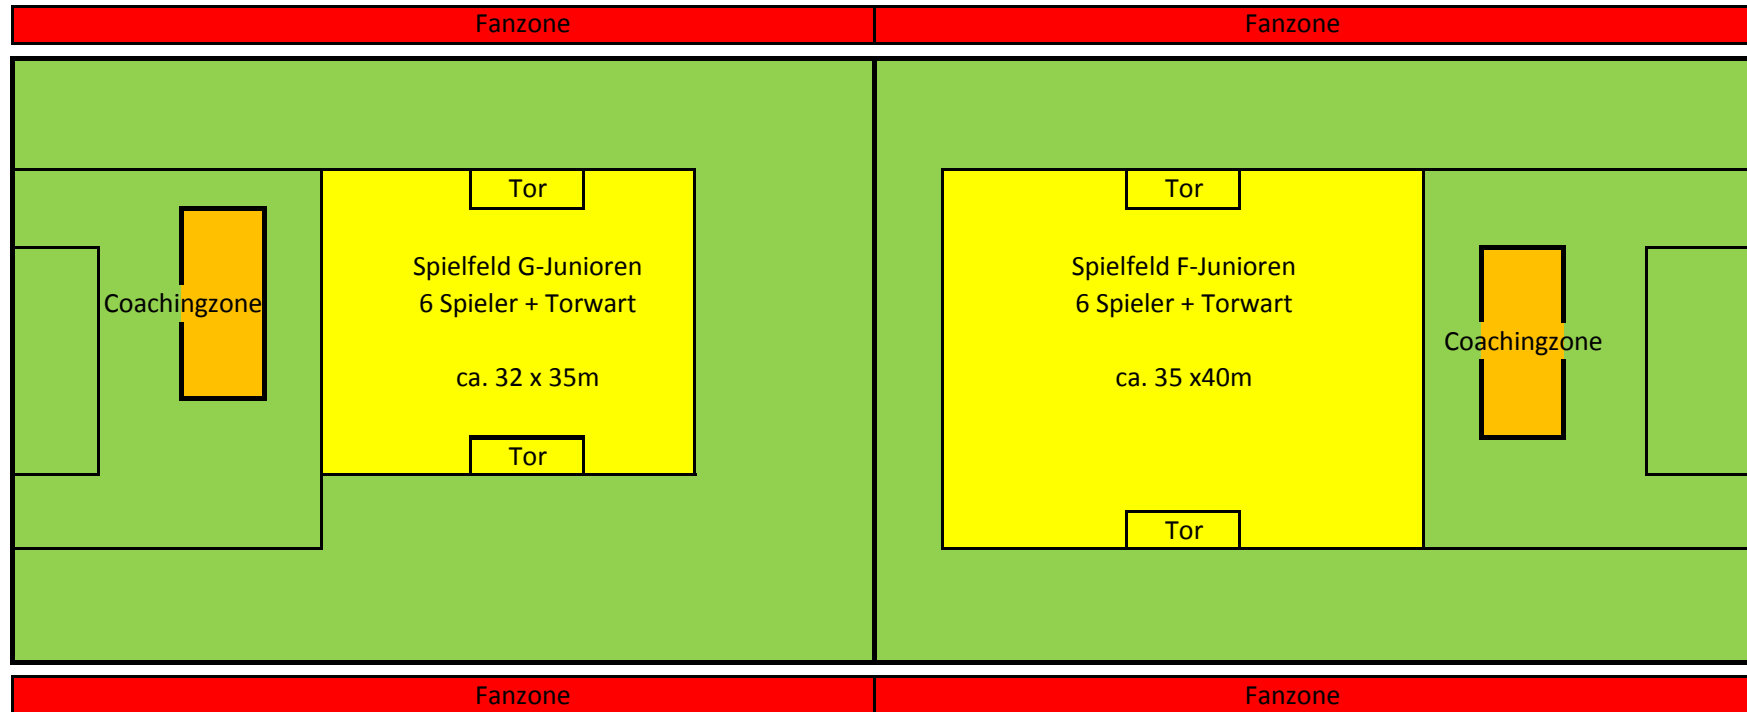 Fanzone
Fanzone
Tor
Tor
Spielfeld G-Junioren
6 Spieler + Torwart
ca. 32 x 35m
Tor
Coachingzone
Spielfeld F-Junioren
6 Spieler + Torwart
ca. 35 x40m
Tor
Coachingzone
Fanzone
Fanzone